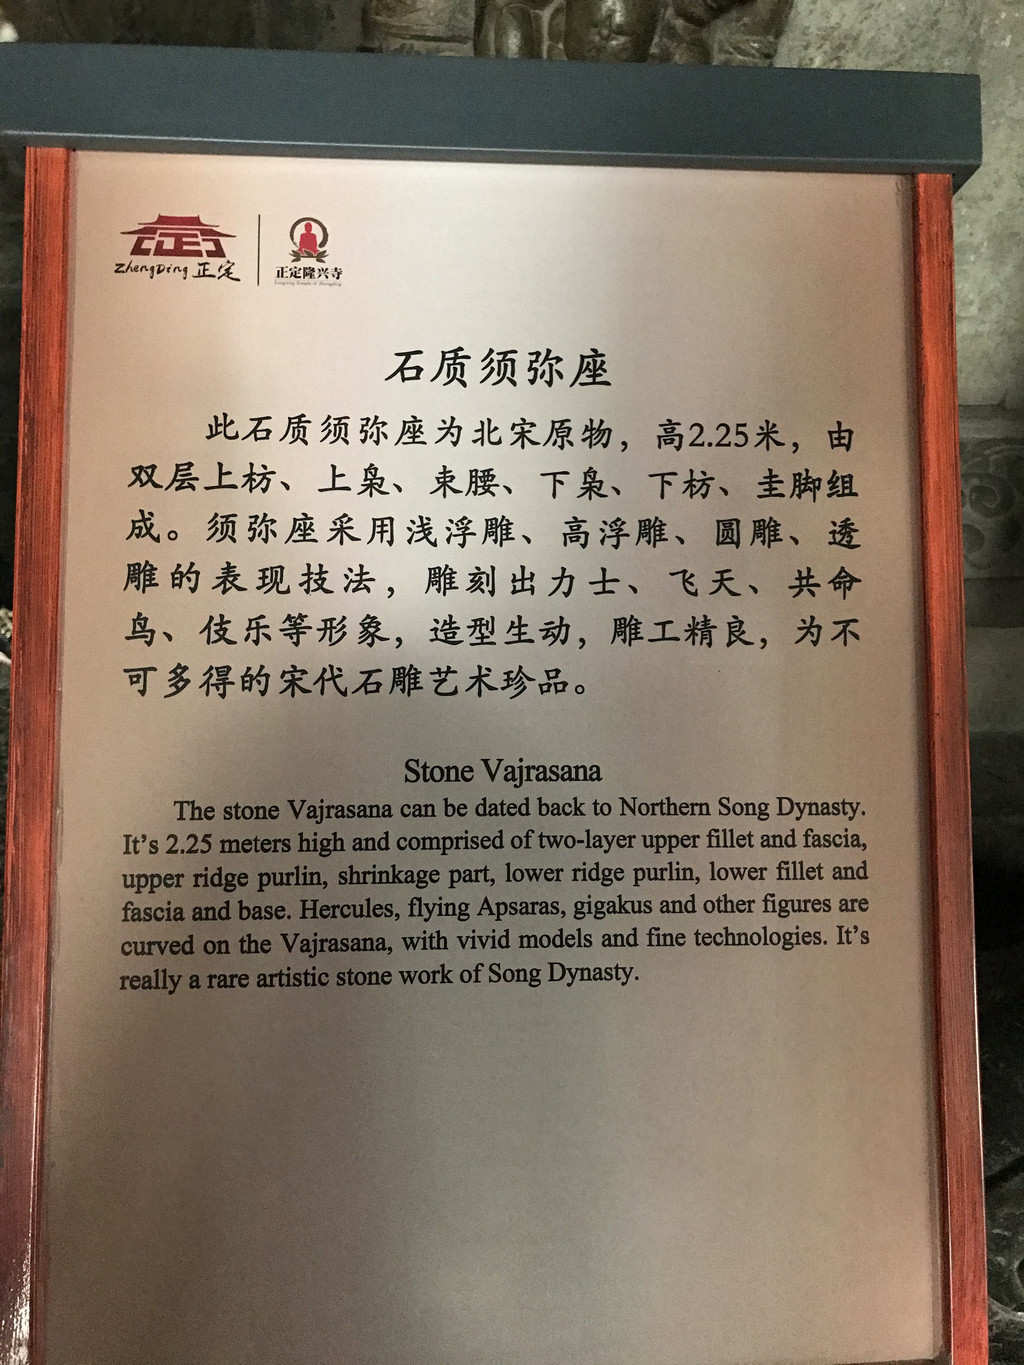 ZhengDing 正定
正定隆兴寺
石质须弥座
此石质须弥座为北宋原物，高2.25米，由
双层上枋、上枭、束腰、下枭、下枋、圭脚组
成。须弥座采用浅浮雕、高浮雕、圆雕、透
雕的表现技法，雕刻出力士、飞天、共命
鸟、伎乐等形象，造型生动，雕工精良，为不
可多得的宋代石雕艺术珍品。
Stone Vajrasana
The stone Vajrasana can be dated back to Northern Song Dynasty.
It's 2.25 meters high and comprised of two-layer upper fillet and fascia,
upper ridge purlin, shrinkage part, lower ridge purlin, lower fillet and
fascia and base. Hercules, flying Apsaras, gigakus and other figures are
curved on the Vajrasana, with vivid models and fine technologies. It's
really a rare artistic stone work of Song Dynasty.